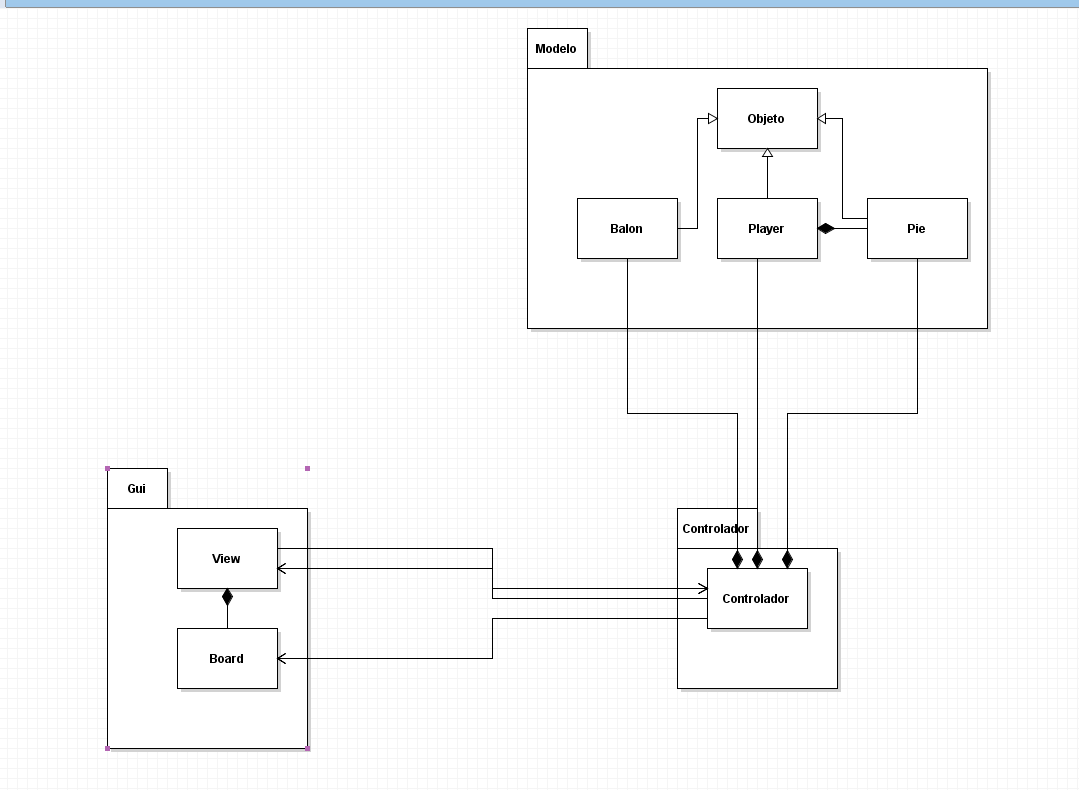 Modelo
Objeto
Balon
Player
Pie
Gui
View
Board
Controlador
Controlador